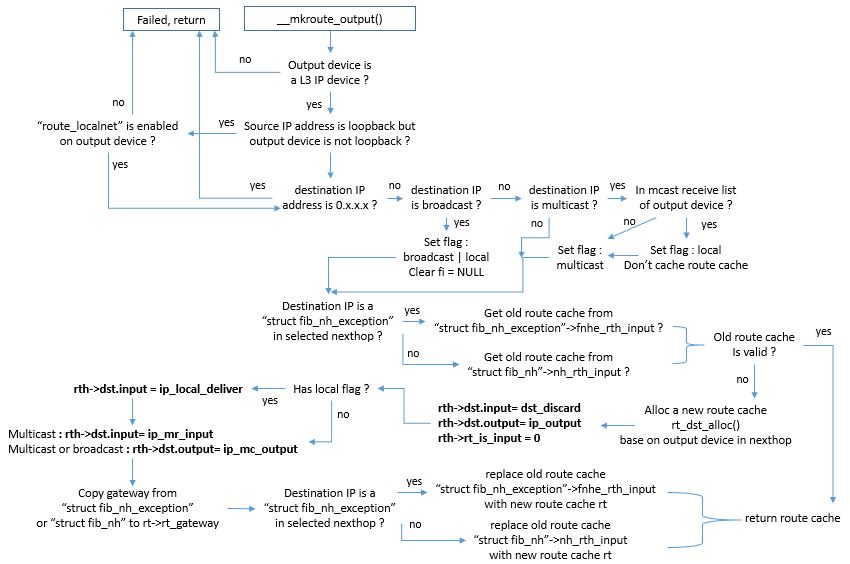 Failed, return
__mkroute_output()
no
Output device is
a L3 IP device ?
no
yes
"route_localnet" is enabled
on output device ?
yes
Source IP address is loopback but
output device is not loopback ?
yes
yes
destination IP
address is 0.x.x.x ?
no
destination IP
is broadcast ?
no
destination IP
is multicast ?
yes
In mcast receive list
of output device ?
yes
no
no
yes
Set flag :
broadcast | local
Clear fi = NULL
Set flag :
multicast
Set flag : local
Don't cache route cache
Destination IP is a
"struct fib_nh_exception"
in selected nexthop ?
yes
Get old route cache from
"struct fib_nh_exception"->fnhe_rth_input ?
no
Get old route cache from
"struct fib_nh"->nh_rth_input ?
Old route cache
Is valid ?
yes
no
rth->dst.input = ip_local_deliver
Has local flag ?
yes
no
rth->dst.input= dst_discard
rth->dst.output= ip_output
rth->rt_is_input = 0
Alloc a new route cache
rt_dst_alloc()
base on output device in nexthop
Multicast : rth->dst.input= ip_mr_input
Multicast or broadcast : rth->dst.output= ip_mc_output
Copy gateway from
"struct fib_nh_exception"
or "struct fib_nh" to rt->rt_gateway
Destination IP is a
"struct fib_nh_exception"
in selected nexthop ?
yes
replace old route cache
"struct fib_nh_exception"->fnhe_rth_input
with new route cache rt
no
replace old route cache
"struct fib_nh"->nh_rth_input
with new route cache rt
return route cache